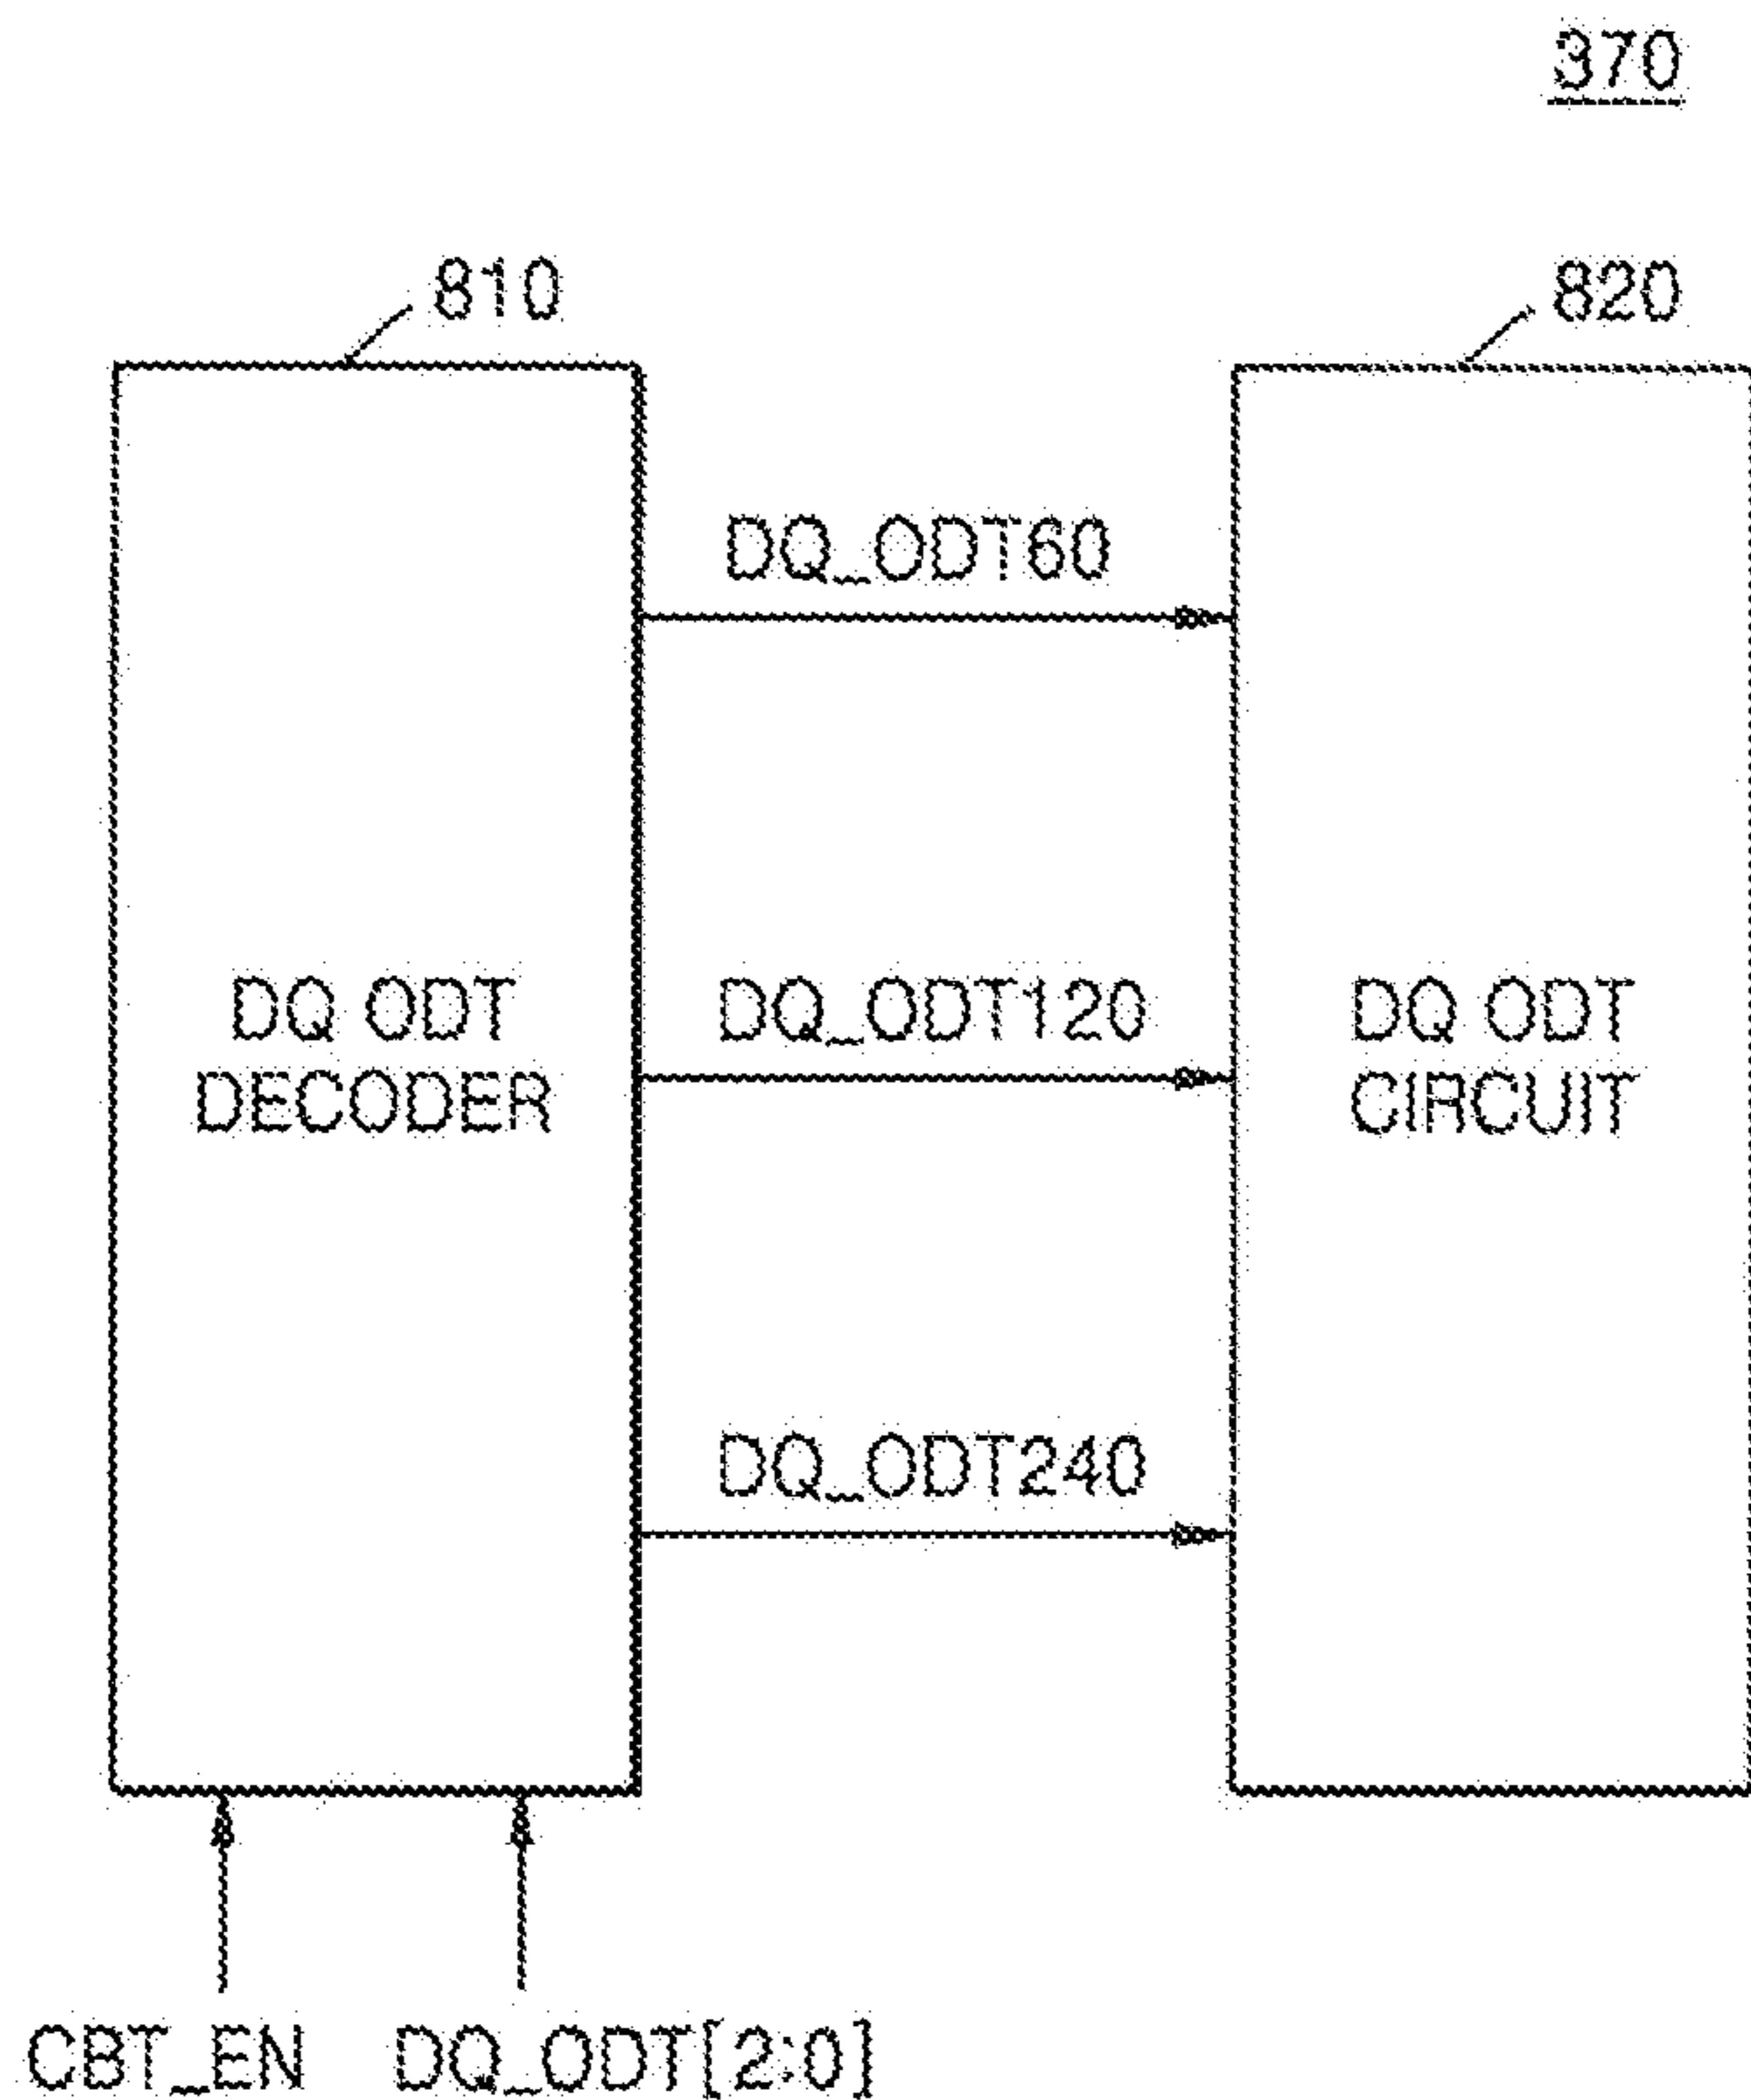 370
810
820
DQ_ODT60
DQ ODT
DECODER
DQ_ODT120
DQ ODT
CIRCUIT
DQ_ODT240
CBT_EN
DQ_ODT[2:0]